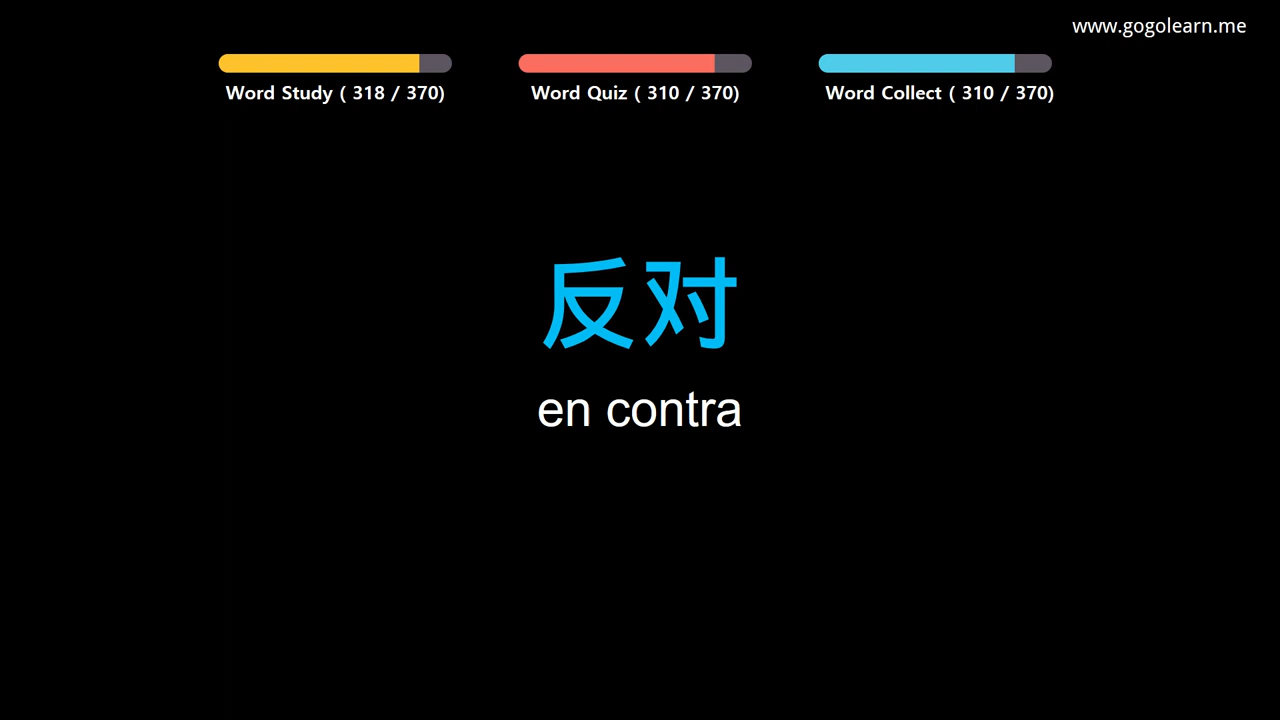 www.gogolearn.me
Word Study ( 318 / 370)
Word Quiz ( 310 / 370)
Word Collect ( 310 / 370)
反对
en contra